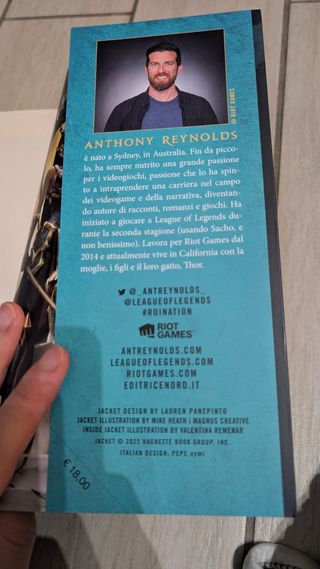 © RIOT GAMES
ANTHONY REYNOLDS
è nato a Sydney, in Australia. Fin da picco-
lo, ha sempre nutrito una grande passione
per i videogiochi, passione che lo ha spin-
to a intraprendere una carriera nel campo
dei videogame e della narrativa, diventan-
do autore di racconti, romanzi e giochi. Ha
iniziato a giocare a League of Legends du-
rante la seconda stagione (usando Sacho, e
non benissimo). Lavora per Riot Games dal
2014 e attualmente vive in California con la
moglie, i figli e il loro gatto, Thor.
@_ANTREYNOLDS_
@LEAGUEOFLEGENDS
#RUINATION
RIOT
GAMES
ANTREYNOLDS.COM
LEAGUEOFLEGENDS.COM
RIOTGAMES.COM
EDITRICENORD.IT
JACKET DESIGN BY LAUREN PANEPINTO
JACKET ILLUSTRATION BY MIKE HEATH | MAGNUS CREATIVE
INSIDE JACKET ILLUSTRATION BY VALENTINA REMENAR
JACKET © 2022 HACHETTE BOOK GROUP, INC.
ITALIAN DESIGN: PEPE nymi
€ 18,00